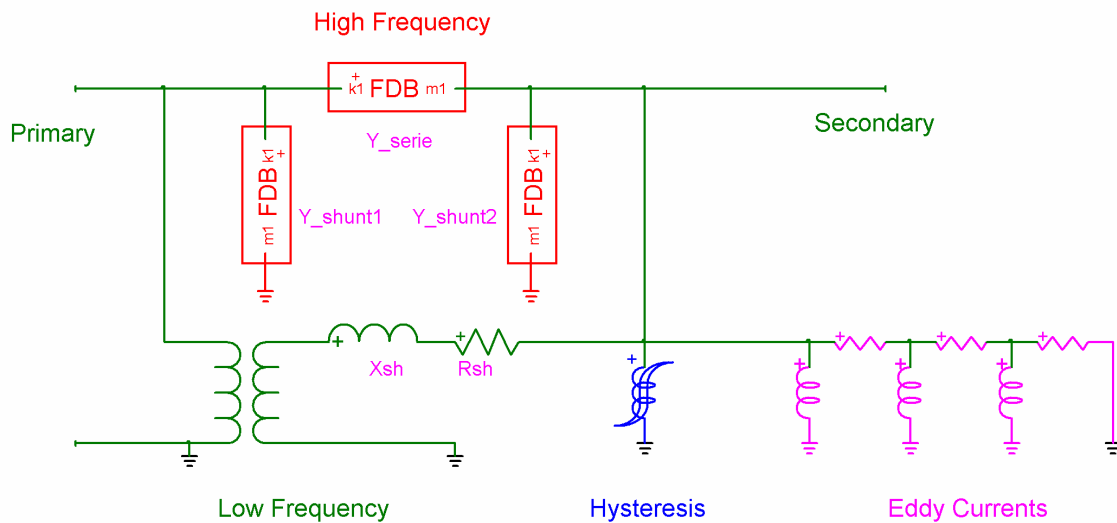 High Frequency
+
k1 FDB m1
Primary
Secondary
Y_serie
k1 +
FDB
m1
Y_shunt1
Y_shunt2
k1 +
FDB
m1
+
Xsh
+
Rsh
+
+
+
+
+
+
+
Low Frequency
Hysteresis
Eddy Currents